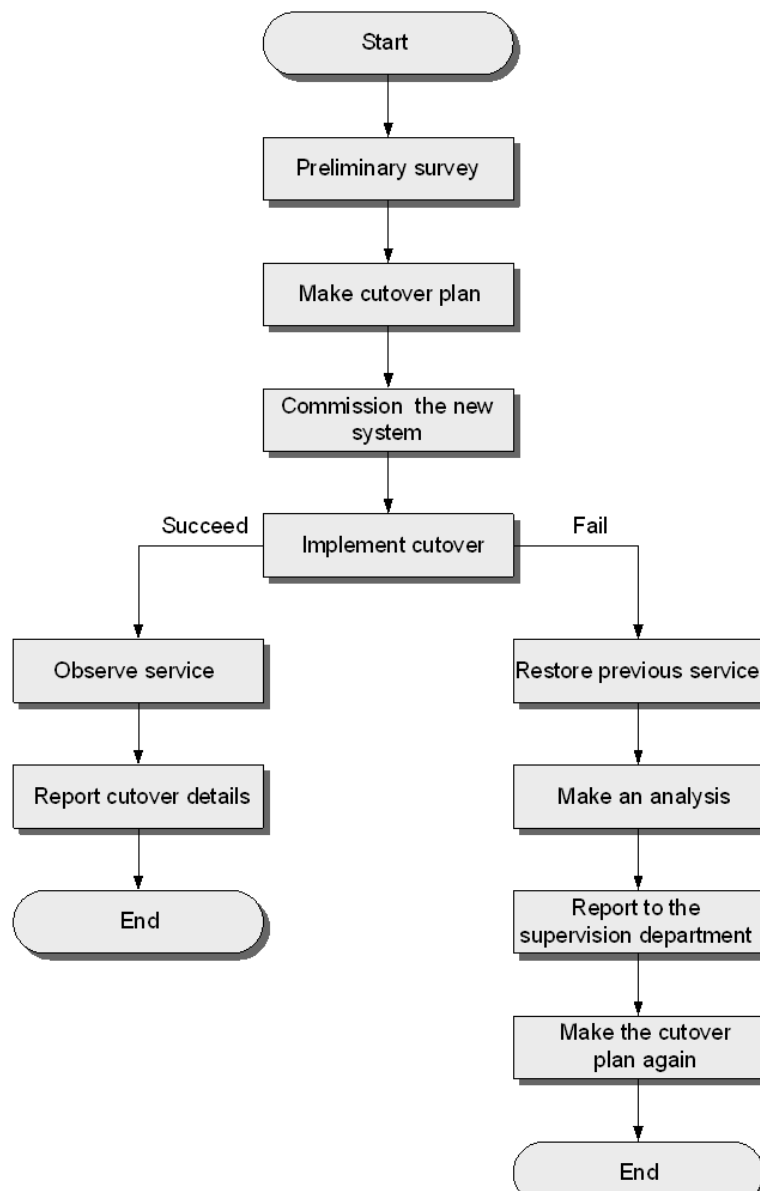 Start
Preliminary survey
Make cutover plan
Commission the new
system
Succeed
Implement cutover
Fail
Observe service
Report cutover details
End
Restore previous service
Make an analysis
Report to the
supervision department
Make the cutover
plan again
End